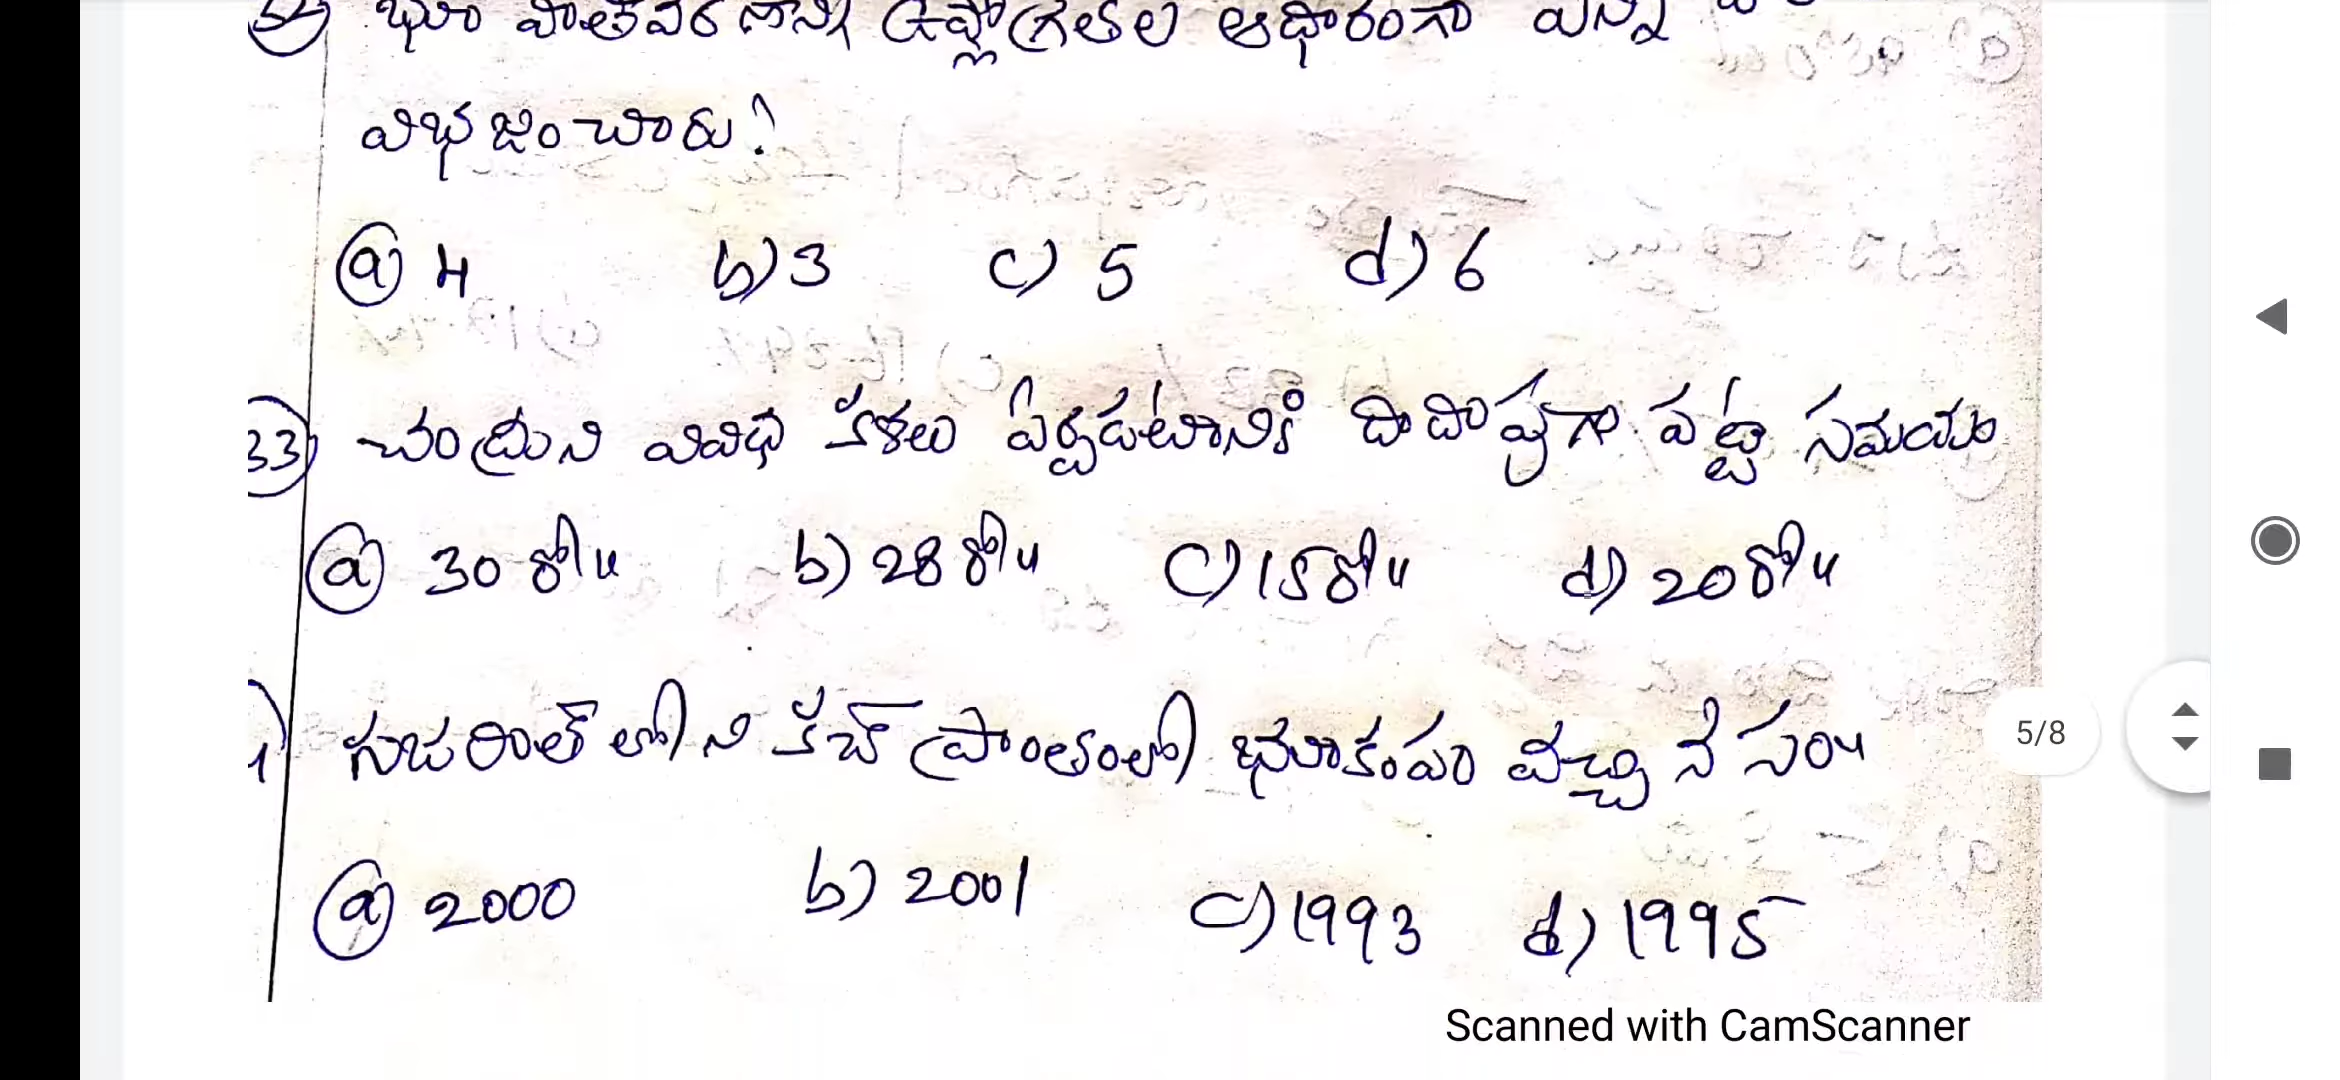 భూ వాతావరణాన్ని ఉష్ణోగ్రతల ఆధారంగా ఎన్ని
విభజించారు?
a) 4 b) 3 c) 5 d) 6
33) చంద్రుని వివిధ కళలు ఏర్పడటానికి దాదాపుగా పట్టా సమయం
a) 30 రో॥ b) 28 రో॥ c) 15 రో॥ d) 20 రో॥
గుజరాత్ లోని కచ్ ప్రాంతంలో భూకంపం వచ్చినే సం॥
5/8
a) 2000 b) 2001 c) 1993 d) 1995
Scanned with CamScanner